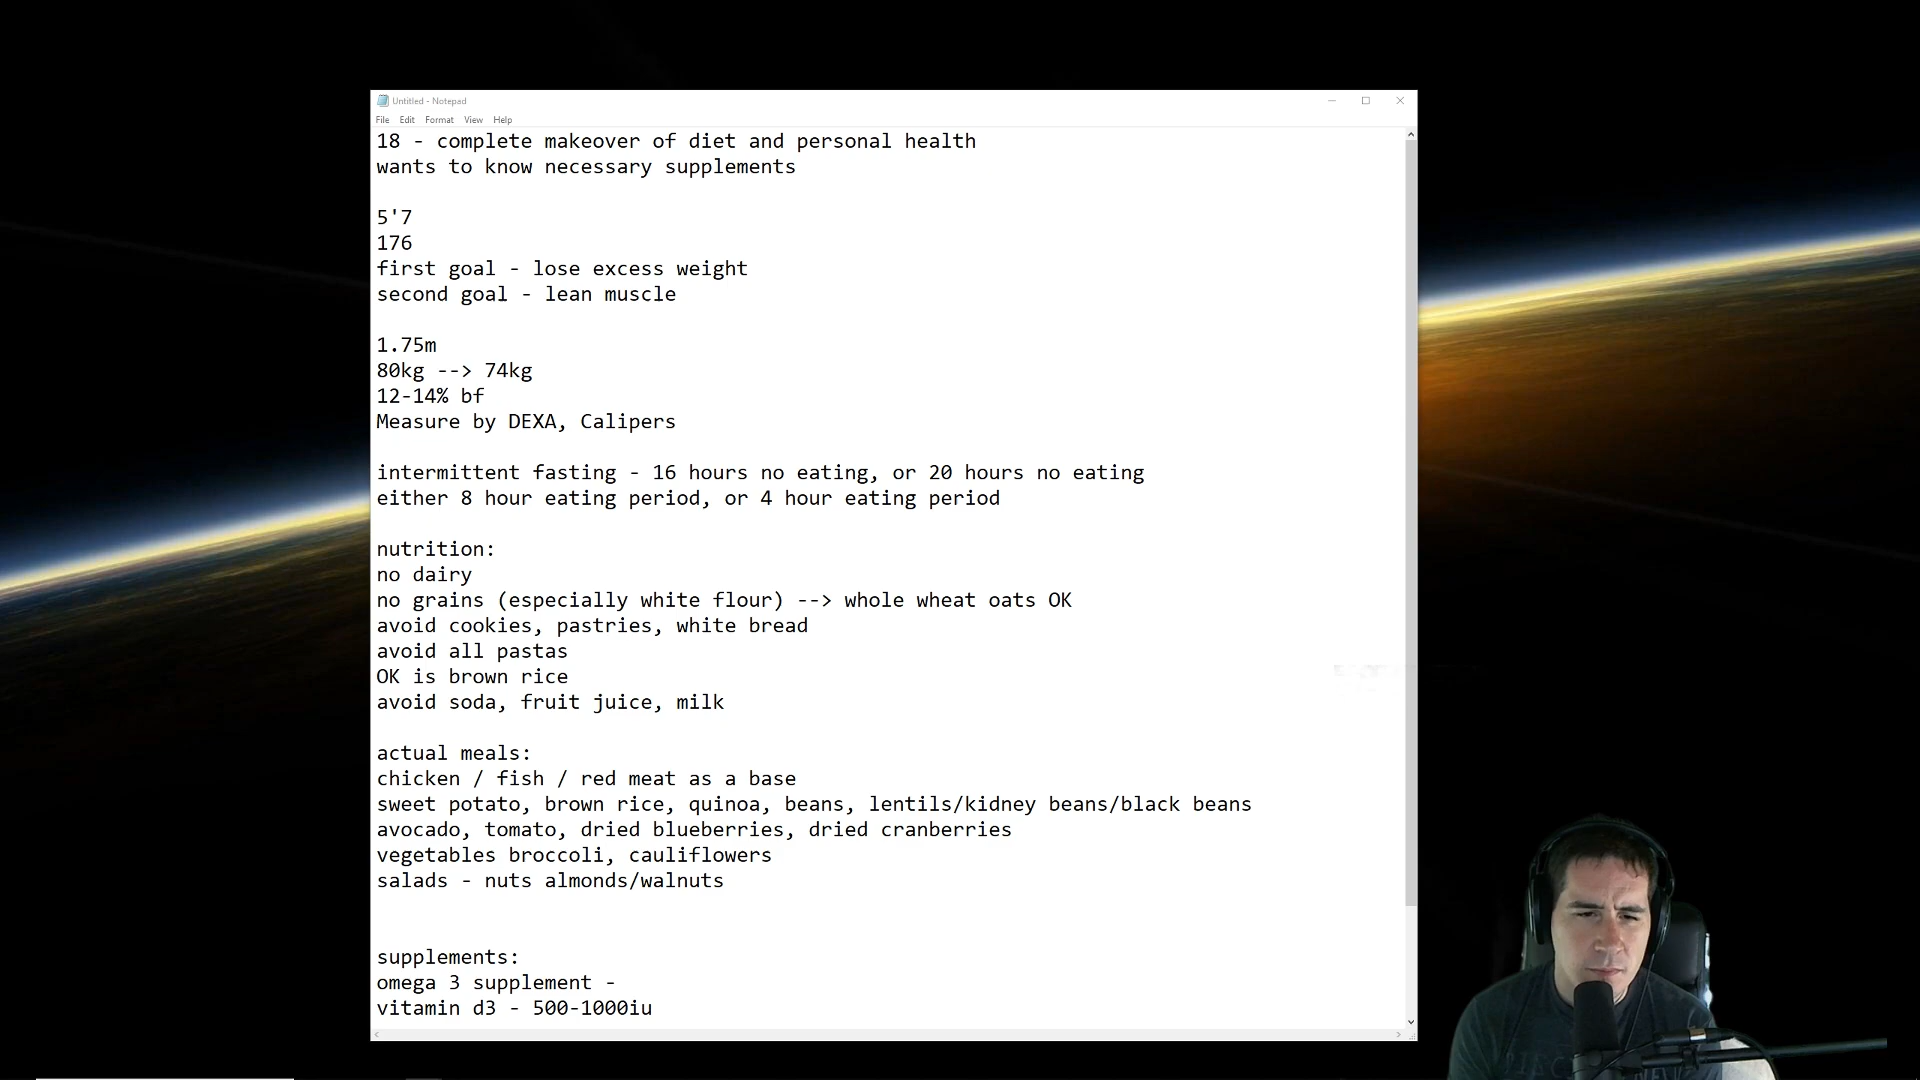 Untitled - Notepad
File Edit Format View Help
18 - complete makeover of diet and personal health
wants to know necessary supplements
5'7
176
first goal - lose excess weight
second goal - lean muscle
1.75m
80kg --> 74kg
12-14% bf
Measure by DEXA, Calipers
intermittent fasting - 16 hours no eating, or 20 hours no eating
either 8 hour eating period, or 4 hour eating period
nutrition:
no dairy
no grains (especially white flour) --> whole wheat oats OK
avoid cookies, pastries, white bread
avoid all pastas
OK is brown rice
avoid soda, fruit juice, milk
actual meals:
chicken / fish / red meat as a base
sweet potato, brown rice, quinoa, beans, lentils/kidney beans/black beans
avocado, tomato, dried blueberries, dried cranberries
vegetables broccoli, cauliflowers
salads - nuts almonds/walnuts
supplements:
omega 3 supplement -
vitamin d3 - 500-1000iu